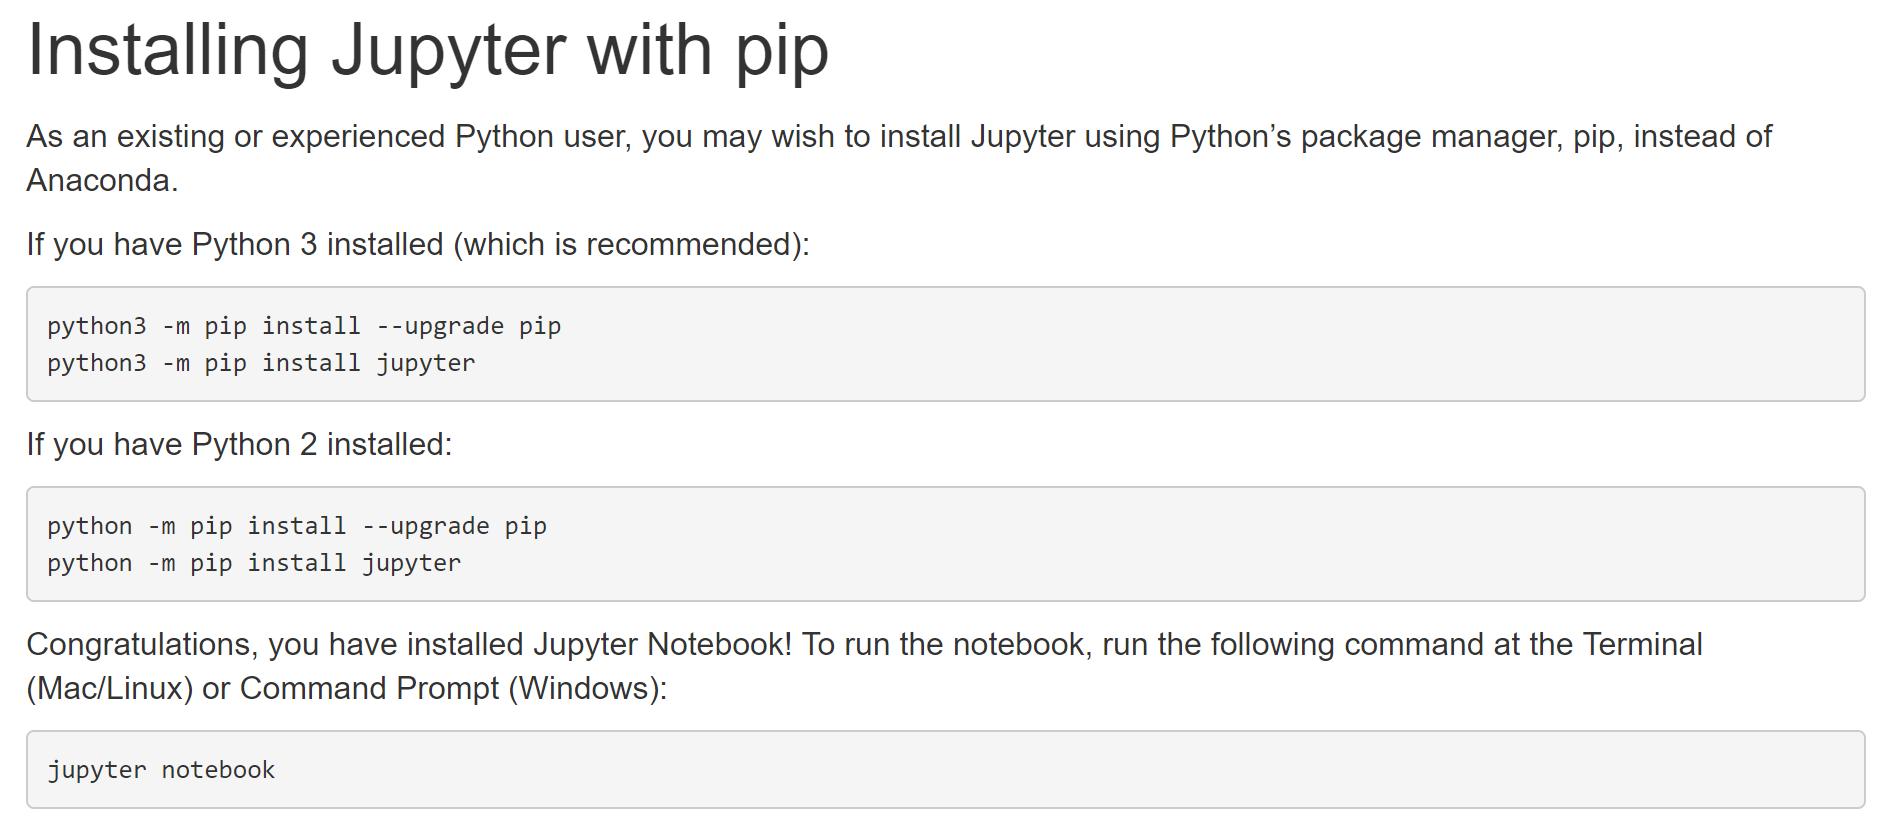 Installing Jupyter with pip
As an existing or experienced Python user, you may wish to install Jupyter using Python’s package manager, pip, instead of
Anaconda.
If you have Python 3 installed (which is recommended):
python3 -m pip install --upgrade pip
python3 -m pip install jupyter
If you have Python 2 installed:
python -m pip install --upgrade pip
python -m pip install jupyter
Congratulations, you have installed Jupyter Notebook! To run the notebook, run the following command at the Terminal
(Mac/Linux) or Command Prompt (Windows):
jupyter notebook